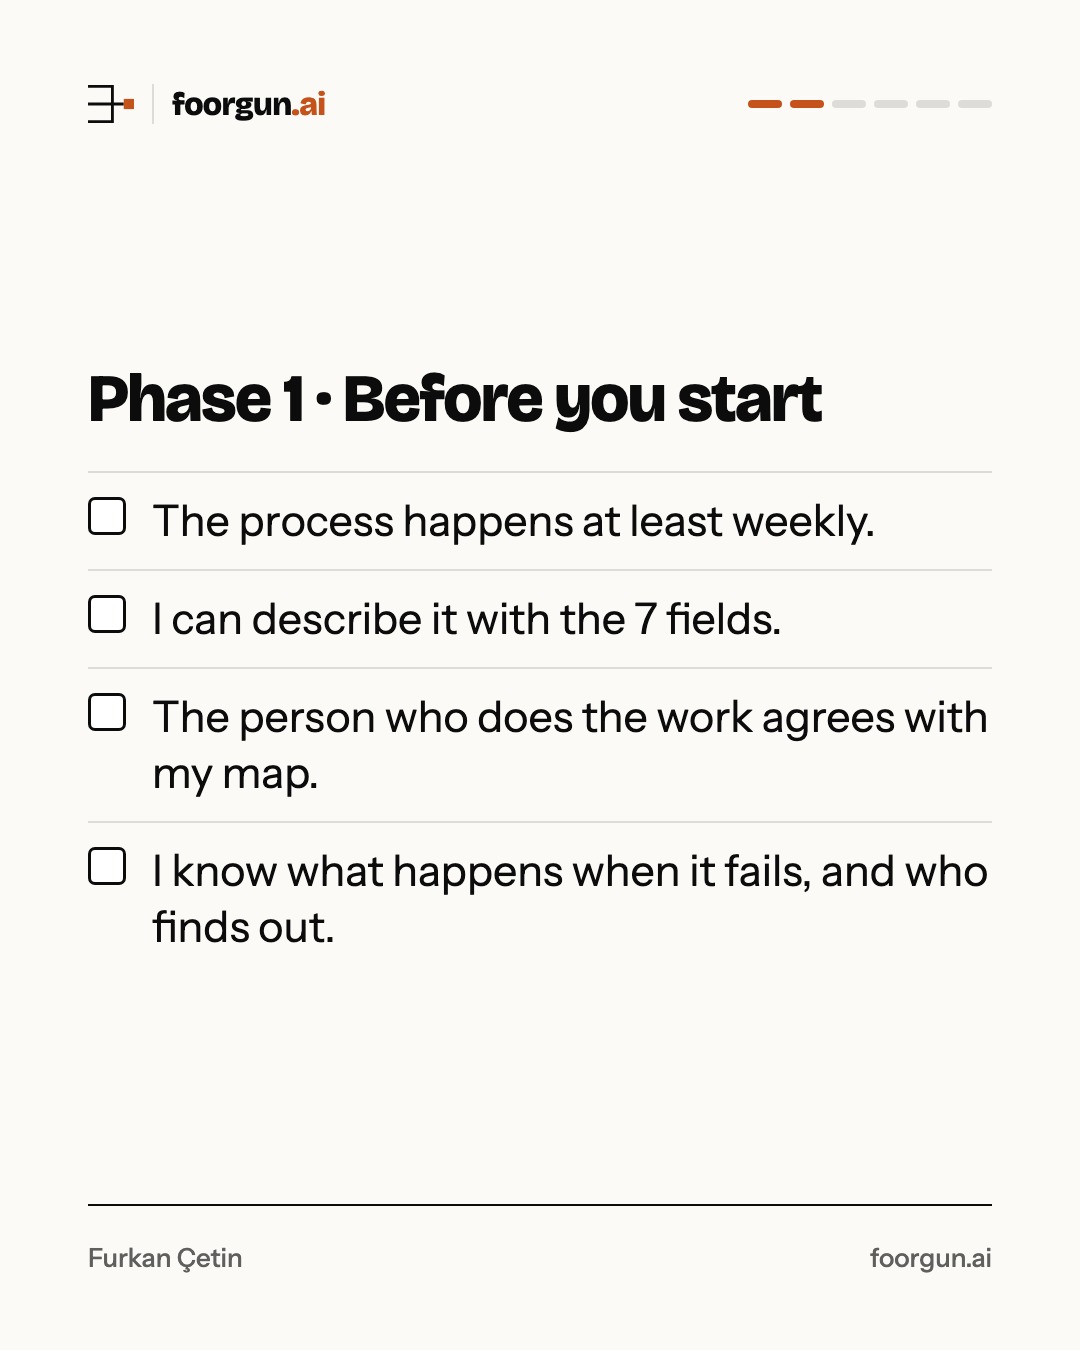 foorgun.ai
Phase 1 · Before you start
The process happens at least weekly.
I can describe it with the 7 fields.
The person who does the work agrees with
my map.
I know what happens when it fails, and who
finds out.
Furkan Çetin
foorgun.ai